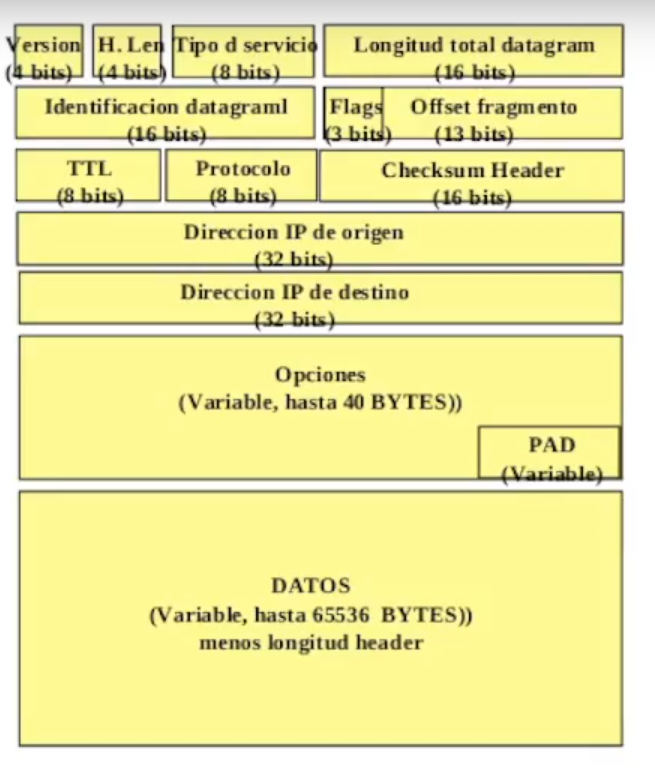 Version H. Len Tipo d servicio Longitud total datagram
(4 bits) (4 bits) (8 bits) (16 bits)
Identificacion datagraml Flags Offset fragmento
(16 bits) (3 bits) (13 bits)
TTL Protocolo Checksum Header
(8 bits) (8 bits) (16 bits)
Direccion IP de origen
(32 bits)
Direccion IP de destino
(32 bits)
Opciones
(Variable, hasta 40 BYTES))
PAD
(Variable)
DATOS
(Variable, hasta 65536 BYTES))
menos longitud header